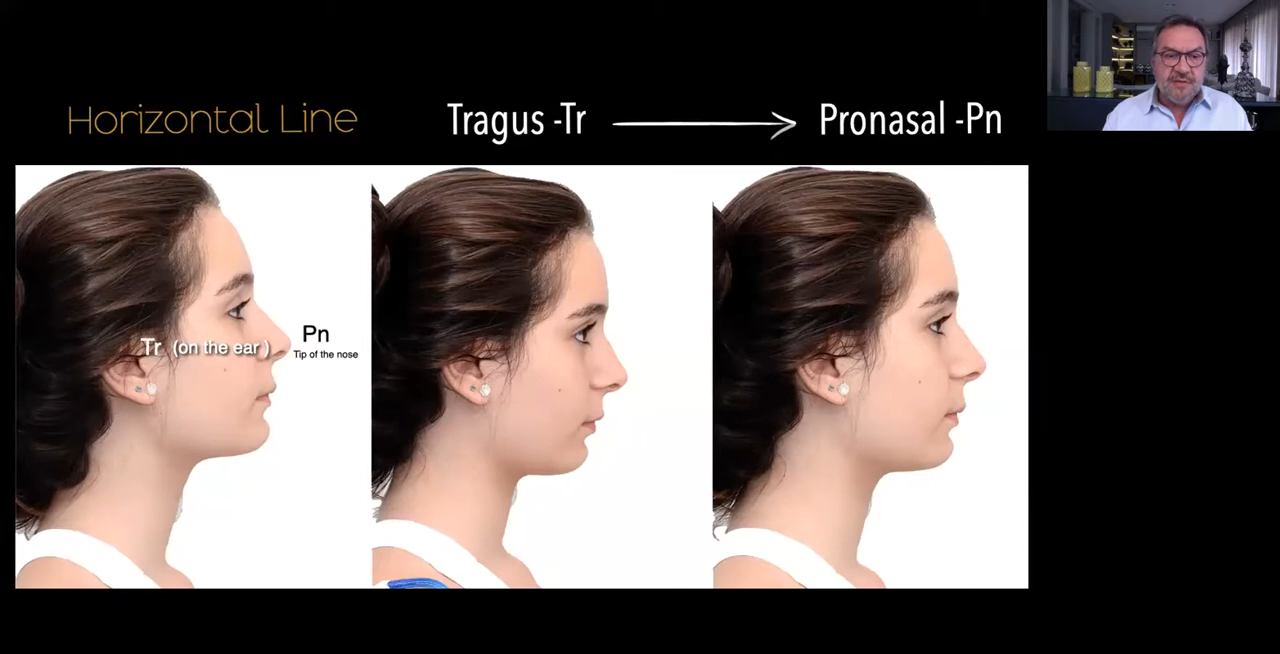 Horizontal Line
Tragus -Tr
Pronasal -Pn
Tr (on the ear )
Pn
Tip of the nose